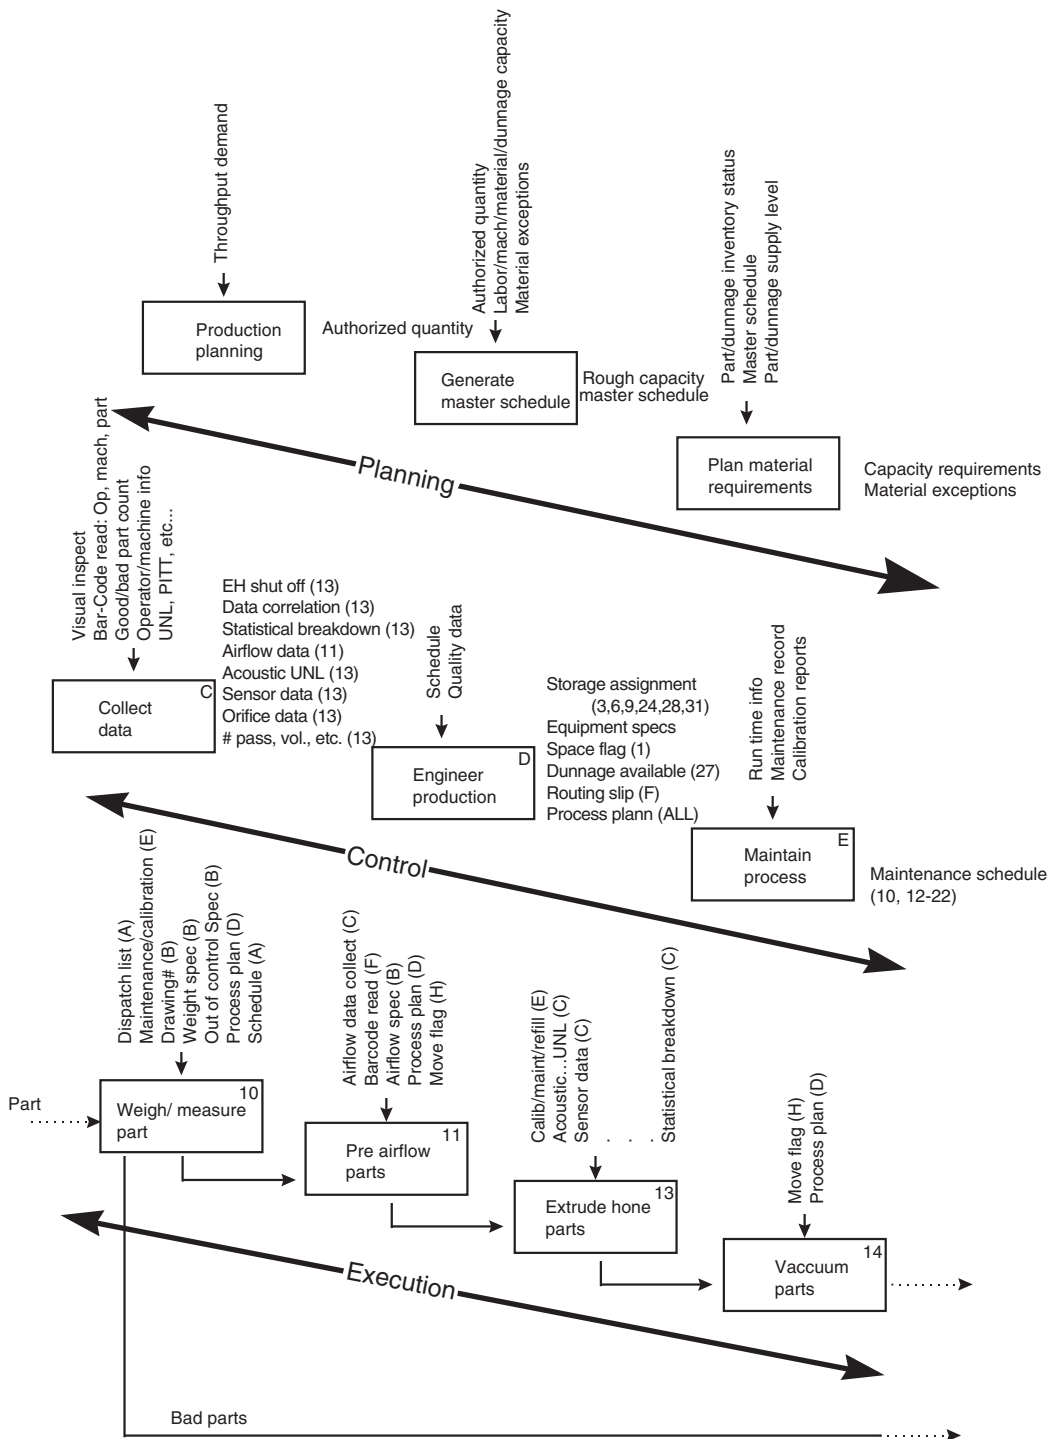 Throughput demand
Production
planning
Authorized quantity
Authorized quantity
Labor/mach/material/dunnage capacity
Material exceptions
Generate
master schedule
Rough capacity
master schedule
Part/dunnage inventory status
Master schedule
Part/dunnage supply level
Plan material
requirements
Capacity requirements
Material exceptions
Planning
Visual inspect
Bar-Code read: Op, mach, part
Good/bad part count
Operator/machine info
UNL, PITT, etc...
C
Collect
data
EH shut off (13)
Data correlation (13)
Statistical breakdown (13)
Airflow data (11)
Acoustic UNL (13)
Sensor data (13)
Orifice data (13)
# pass, vol., etc. (13)
Schedule
Quality data
D
Engineer
production
Storage assignment
(3,6,9,24,28,31)
Equipment specs
Space flag (1)
Dunnage available (27)
Routing slip (F)
Process plann (ALL)
Run time info
Maintenance record
Calibration reports
E
Maintain
process
Maintenance schedule
(10, 12-22)
Control
Dispatch list (A)
Maintenance/calibration (E)
Drawing# (B)
Weight spec (B)
Out of control Spec (B)
Process plan (D)
Schedule (A)
Part
10
Weigh/ measure
part
Airflow data collect (C)
Barcode read (F)
Airflow spec (B)
Process plan (D)
Move flag (H)
11
Pre airflow
parts
Calib/maint/refill (E)
Acoustic...UNL (C)
Sensor data (C)
. . .
Statistical breakdown (C)
13
Extrude hone
parts
Move flag (H)
Process plan (D)
14
Vaccuum
parts
Execution
Bad parts